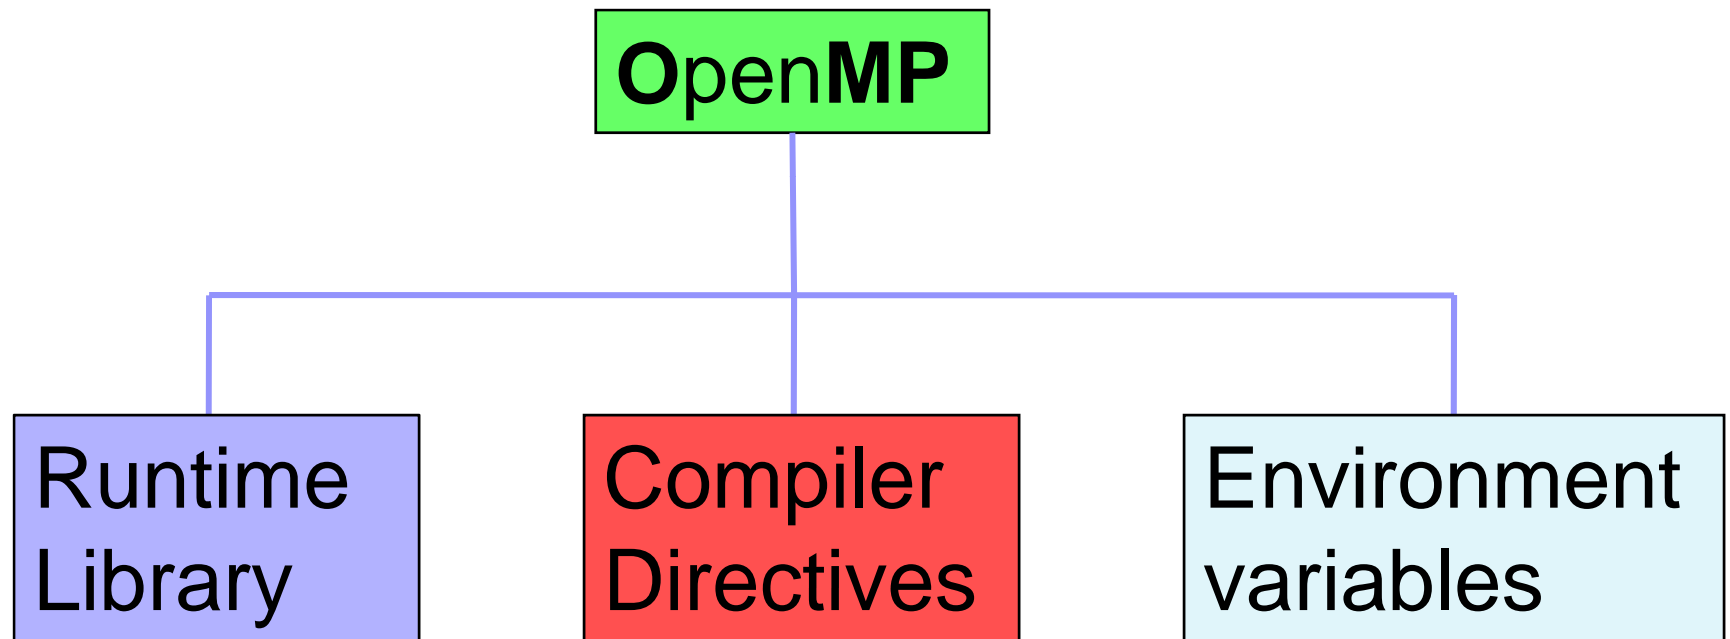 OpenMP
Runtime
Library
Compiler
Directives
Environment
variables